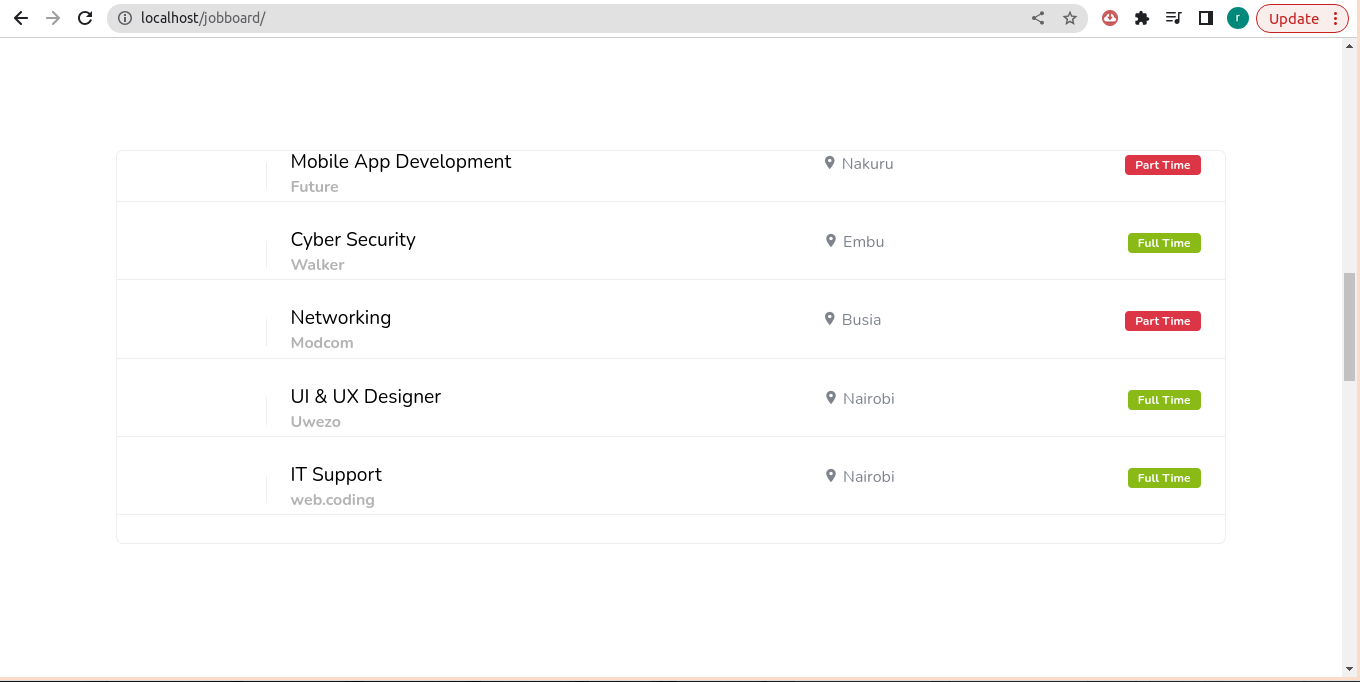 localhost/jobboard/
r
Update
Mobile App Development
Future
Nakuru
Part Time
Cyber Security
Walker
Embu
Full Time
Networking
Modcom
Busia
Part Time
UI & UX Designer
Uwezo
Nairobi
Full Time
IT Support
web.coding
Nairobi
Full Time